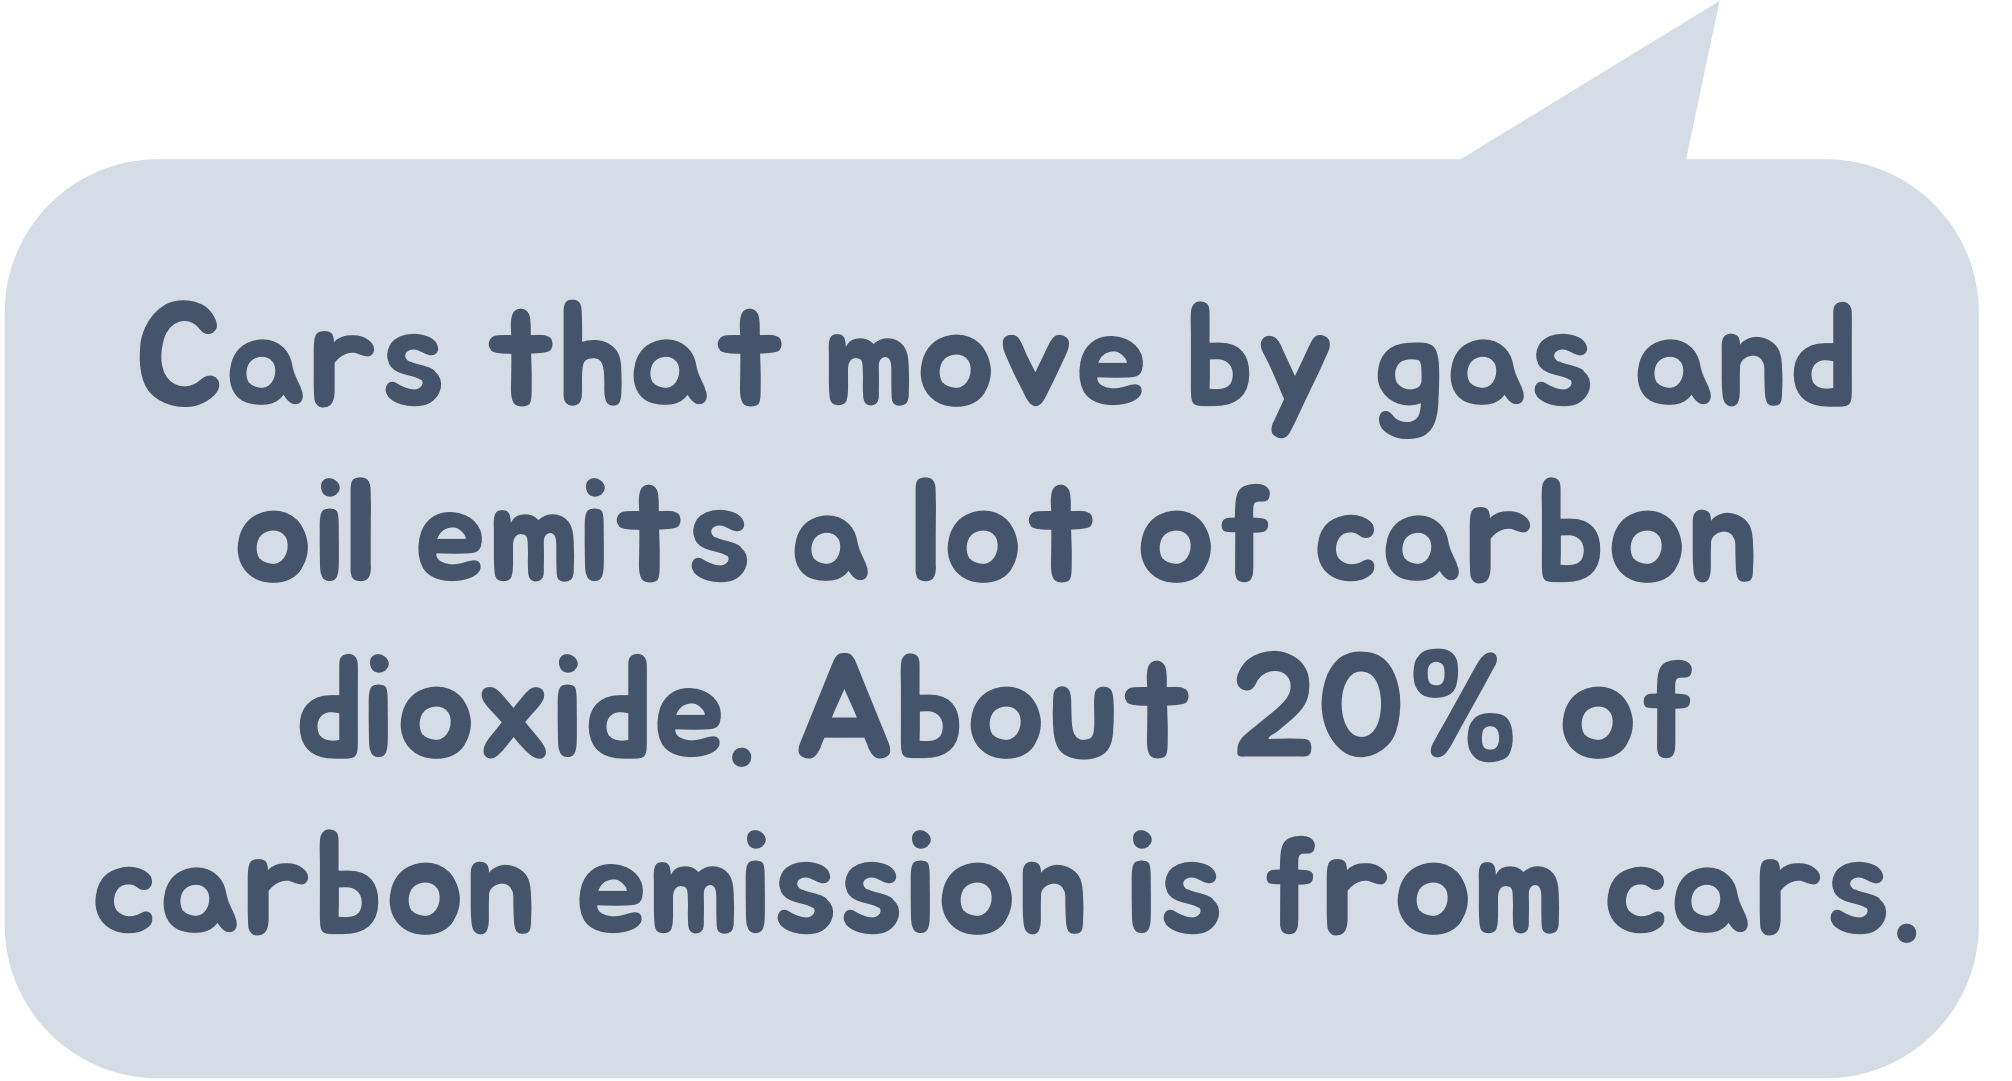 Cars that move by gas and
oil emits a lot of carbon
dioxide. About 20% of
carbon emission is from cars.